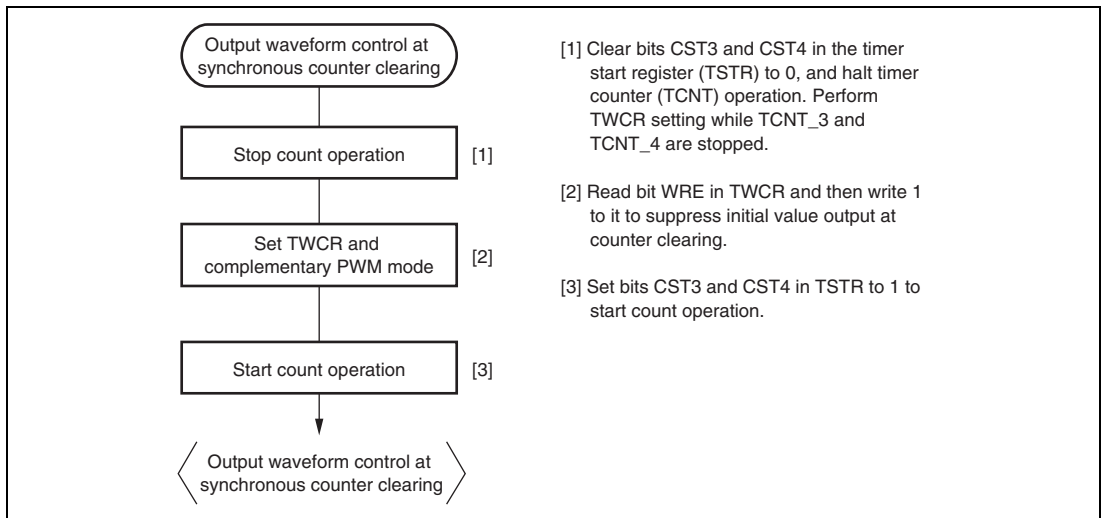 Output waveform control at
synchronous counter clearing
Stop count operation
[1]
Set TWCR and
complementary PWM mode
[2]
Start count operation
[3]
Output waveform control at
synchronous counter clearing
[1] Clear bits CST3 and CST4 in the timer
start register (TSTR) to 0, and halt timer
counter (TCNT) operation. Perform
TWCR setting while TCNT_3 and
TCNT_4 are stopped.
[2] Read bit WRE in TWCR and then write 1
to it to suppress initial value output at
counter clearing.
[3] Set bits CST3 and CST4 in TSTR to 1 to
start count operation.